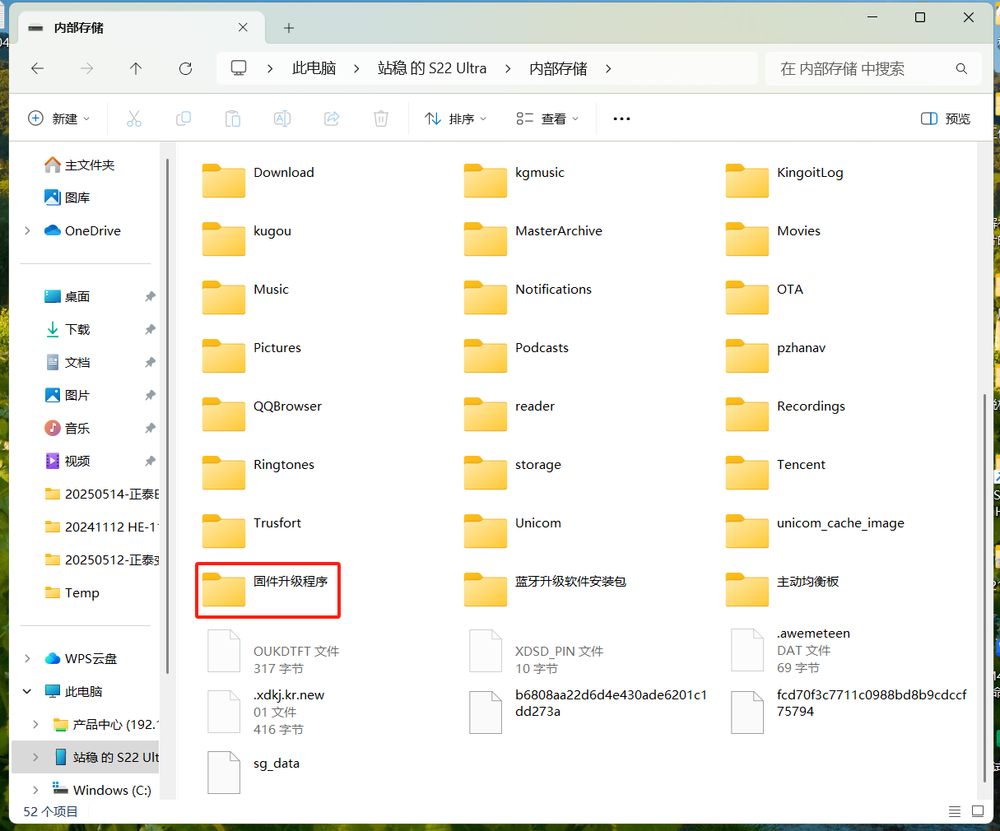 内部存储
此电脑 站稳 的 S22 Ultra 内部存储
在 内部存储 中搜索
新建 排序 查看 预览
主文件夹
图库
OneDrive
桌面
下载
文档
图片
音乐
视频
20250514-正泰
20241112 HE-1
20250512-正泰
Temp
WPS云盘
此电脑
产品中心 (192.
站稳 的 S22 Ult
Windows (C:)
Download
kgmusic
KingoitLog
kugou
MasterArchive
Movies
Music
Notifications
OTA
Pictures
Podcasts
pzhanav
QQBrowser
reader
Recordings
Ringtones
storage
Tencent
Trusfort
Unicom
unicom_cache_image
固件升级程序
蓝牙升级软件安装包
主动均衡板
OUKDTFT 文件
317 字节
XDSD_PIN 文件
10 字节
.awemeteen
DAT 文件
69 字节
.xdkj.kr.new
01 文件
416 字节
b6808aa22d6d4e430ade6201c1
dd273a
fcd70f3c7711c0988bd8b9cdccf
75794
sg_data
52 个项目